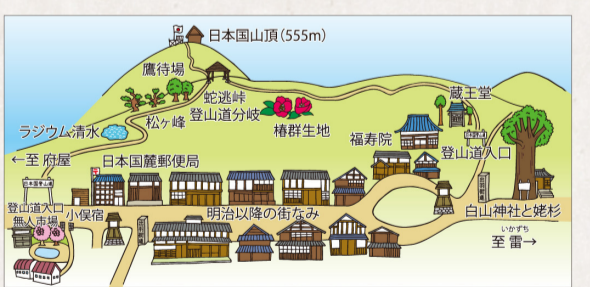 日本国山頂(555m)
鷹待場
蛇逃峠
登山道分岐
蔵王堂
松ヶ峰
椿群生地
ラジウム清水
福寿院
登山道入口
←至 府屋
日本国麓郵便局
登山道入口
無人市場
小俣宿
明治以降の街なみ
白山神社と姥杉
いかずち
至 雷→